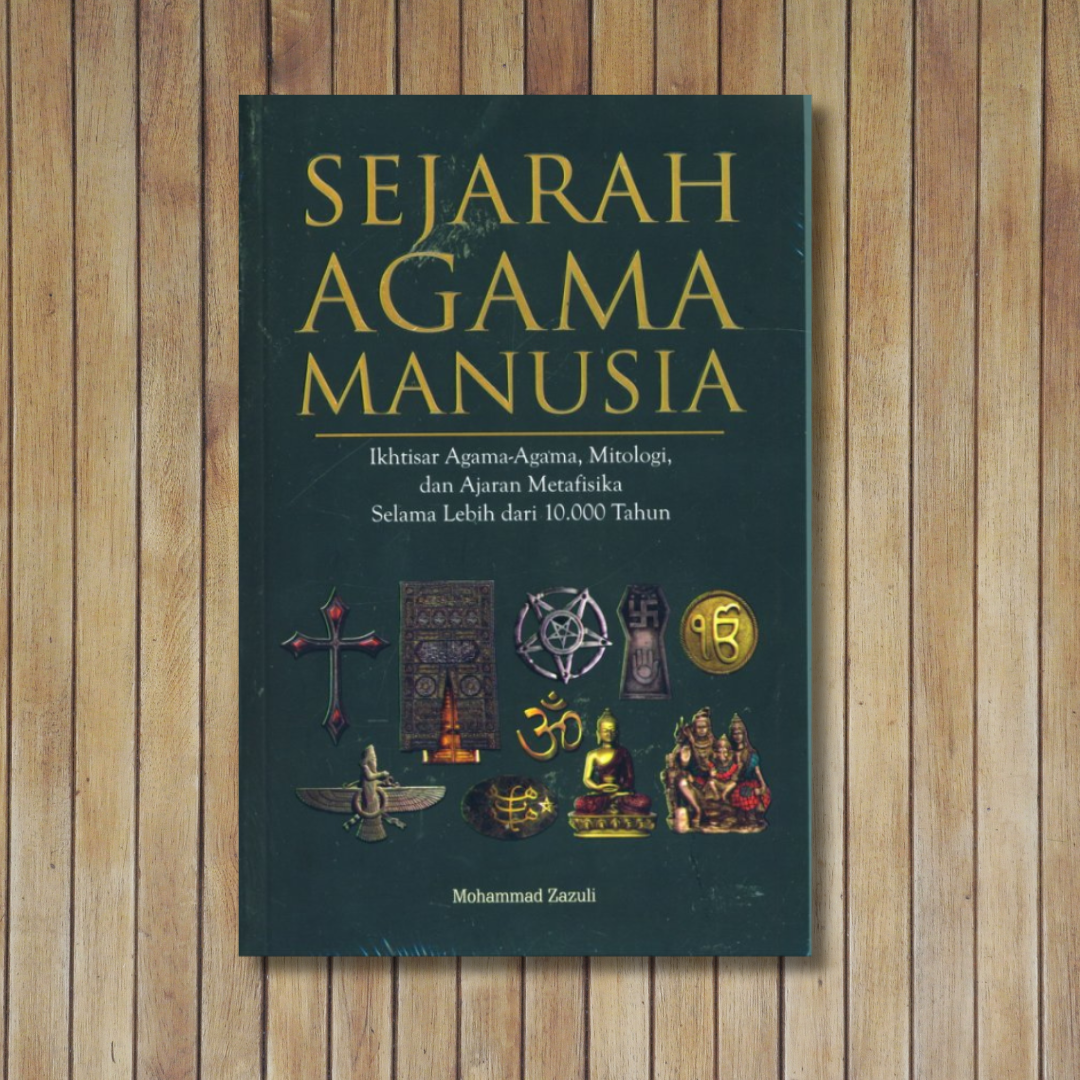 SEJARAH
AGAMA
MANUSIA
Ikhtisar Agama-Agama, Mitologi,
dan Ajaran Metafisika
Selama Lebih dari 10.000 Tahun
ੴ
ॐ
Mohammad Zazuli